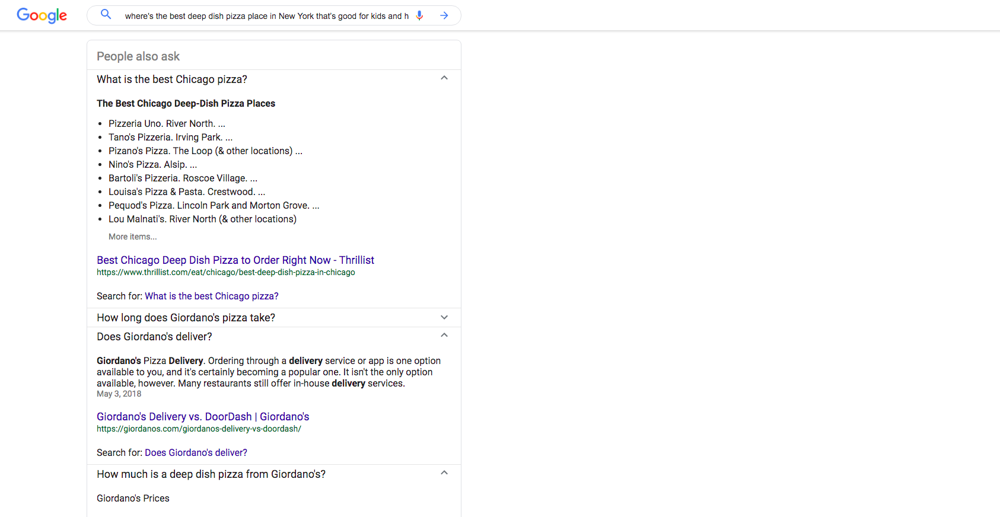 Google
where's the best deep dish pizza place in New York that's good for kids and h
People also ask
What is the best Chicago pizza?
The Best Chicago Deep-Dish Pizza Places
• Pizzeria Uno. River North. ...
• Tano's Pizzeria. Irving Park. ...
• Pizano's Pizza. The Loop (& other locations) ...
• Nino's Pizza. Alsip. ...
• Bartoli's Pizzeria. Roscoe Village. ...
• Louisa's Pizza & Pasta. Crestwood. ...
• Pequod's Pizza. Lincoln Park and Morton Grove. ...
• Lou Malnati's. River North (& other locations)
More items...
Best Chicago Deep Dish Pizza to Order Right Now - Thrillist
https://www.thrillist.com/eat/chicago/best-deep-dish-pizza-in-chicago
Search for: What is the best Chicago pizza?
How long does Giordano's pizza take?
Does Giordano's deliver?
Giordano's Pizza Delivery. Ordering through a delivery service or app is one option
available to you, and it's certainly becoming a popular one. It isn't the only option
available, however. Many restaurants still offer in-house delivery services.
May 3, 2018
Giordano's Delivery vs. DoorDash | Giordano's
https://giordanos.com/giordanos-delivery-vs-doordash/
Search for: Does Giordano's deliver?
How much is a deep dish pizza from Giordano's?
Giordano's Prices